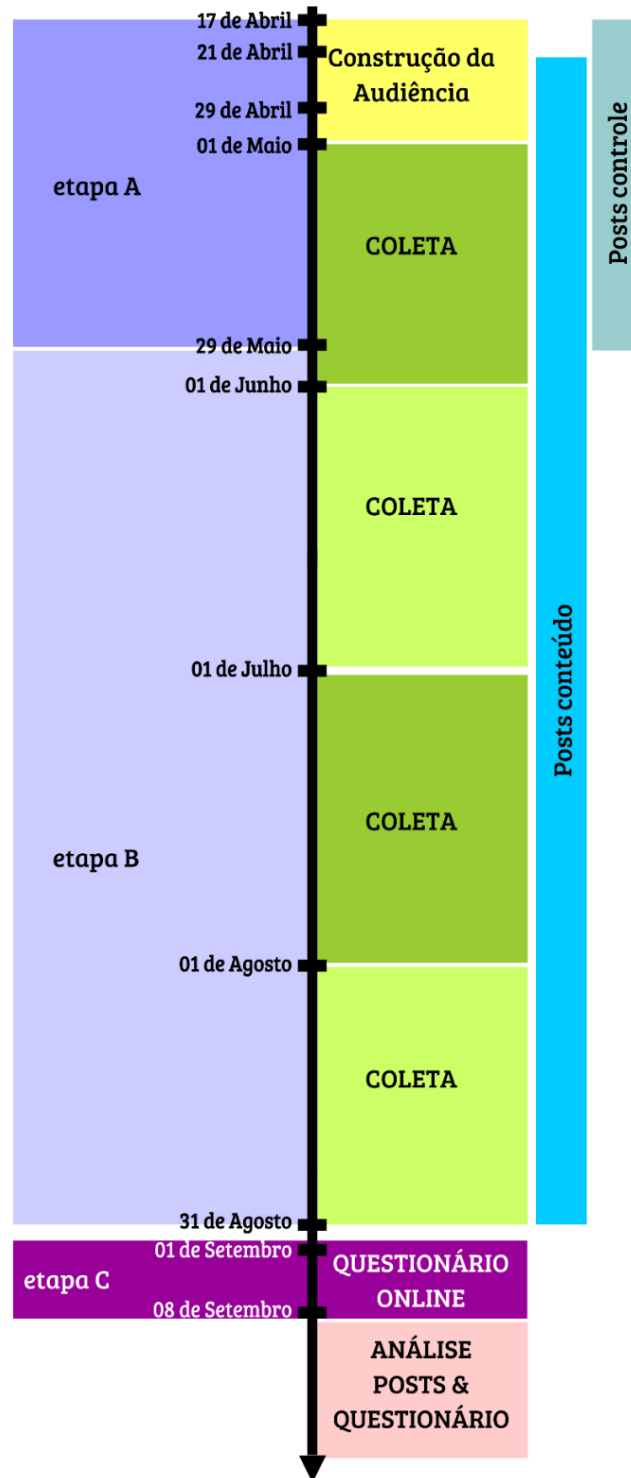 17 de Abril
21 de Abril
Construção da
Audiência
29 de Abril
01 de Maio
etapa A
COLETA
Posts controle
29 de Maio
01 de Junho
COLETA
Posts conteúdo
01 de Julho
COLETA
etapa B
01 de Agosto
COLETA
31 de Agosto
01 de Setembro
etapa C
QUESTIONÁRIO
ONLINE
08 de Setembro
ANÁLISE
POSTS &
QUESTIONÁRIO